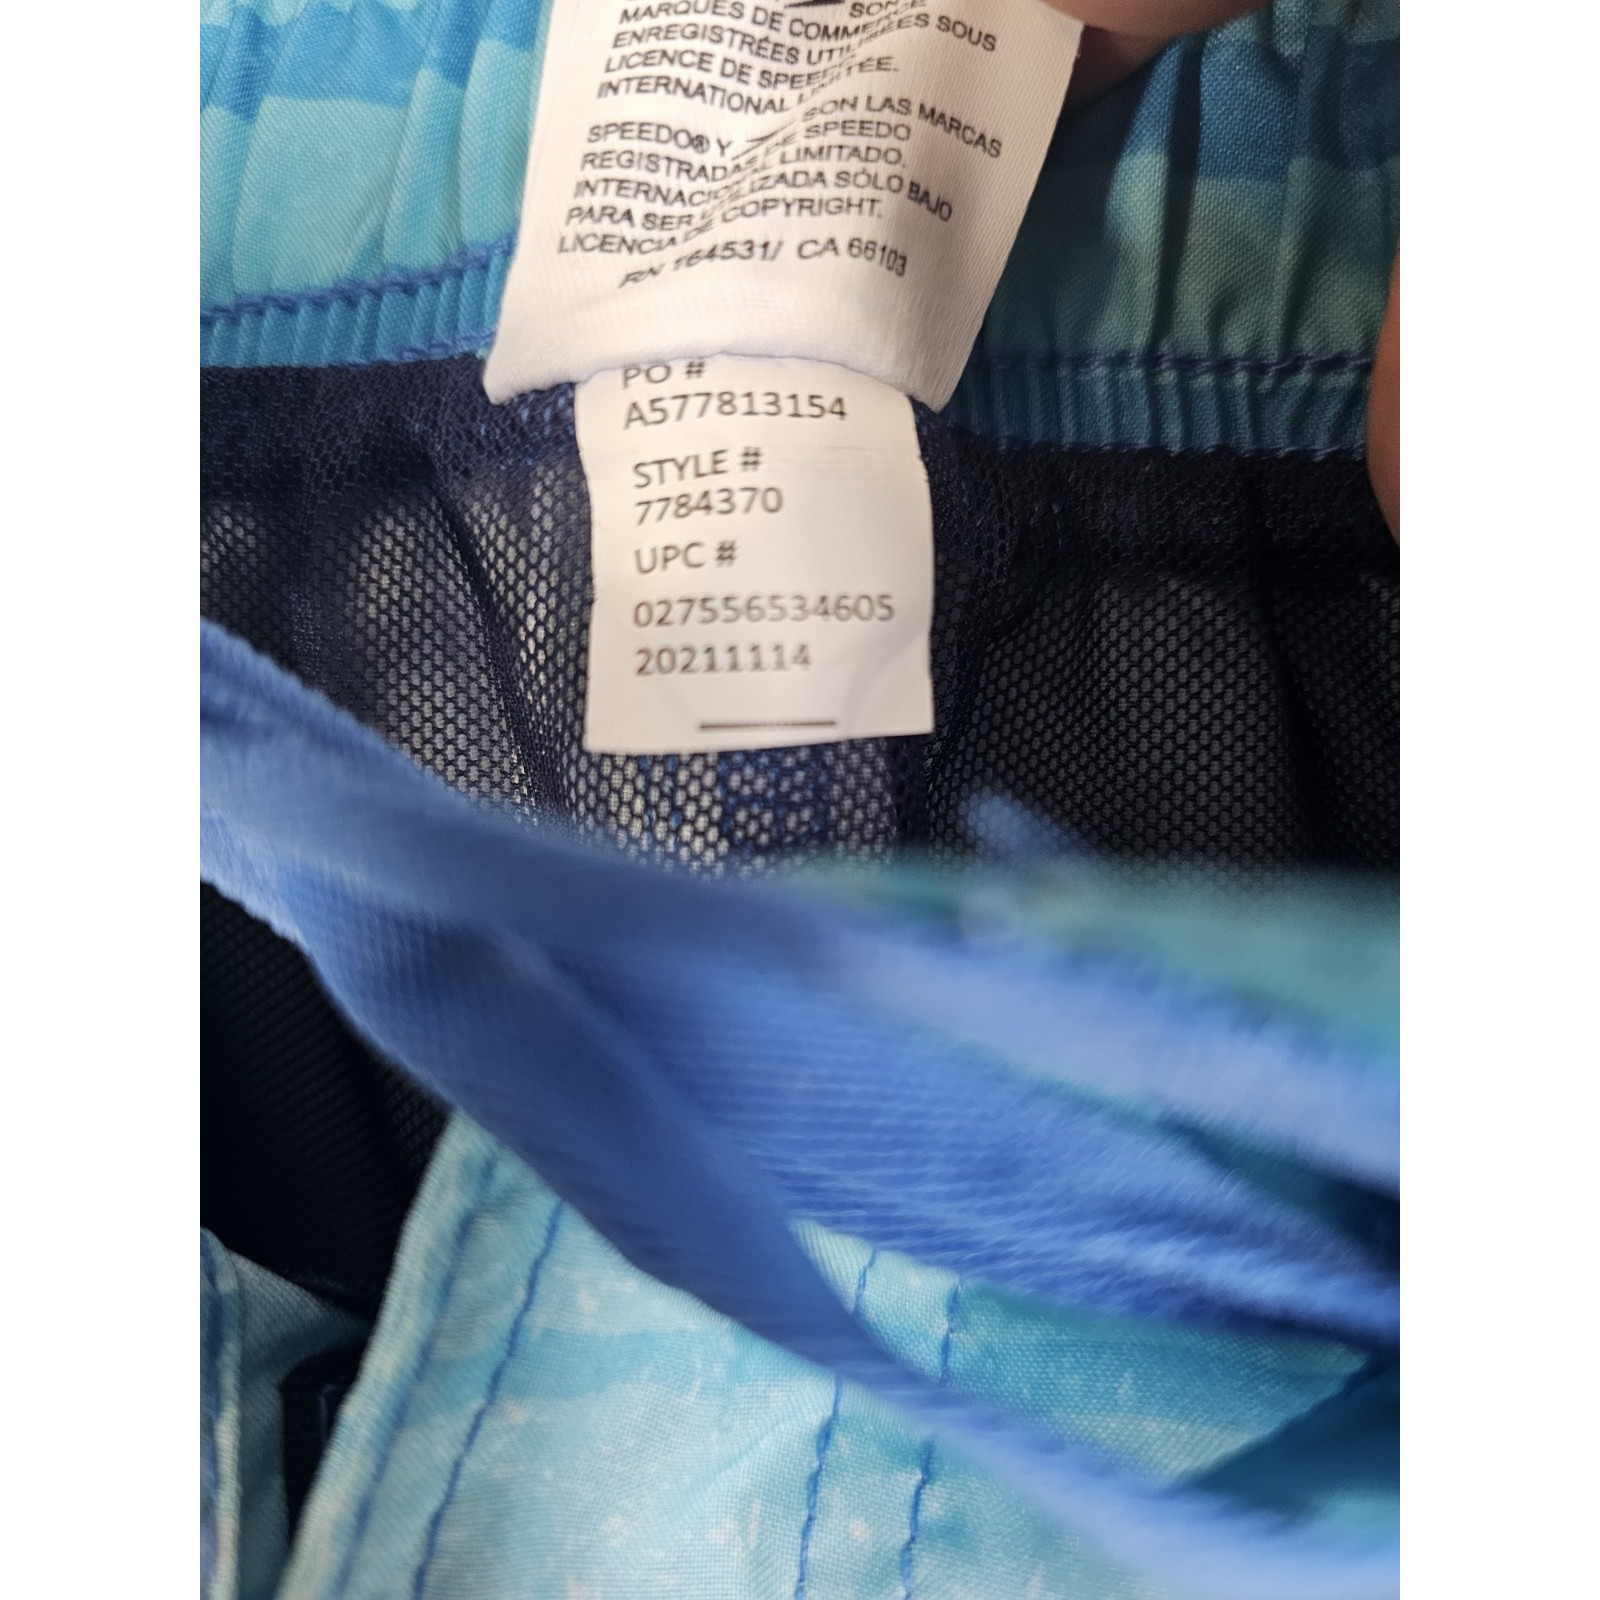 SON
MARQUES DE COMMERCE SOUS
ENREGISTRÉES UTILISÉES
LICENCE DE SPEEDO
INTERNATIONAL LIMITÉE.
SPEEDO® Y SON LAS MARCAS
REGISTRADAS DE SPEEDO
INTERNACIONAL LIMITADO.
PARA SER UTILIZADA SÓLO BAJO
LICENCIA DE COPYRIGHT.
RN 164531/ CA 66103
PO #
A577813154
STYLE #
7784370
UPC #
027556534605
20211114